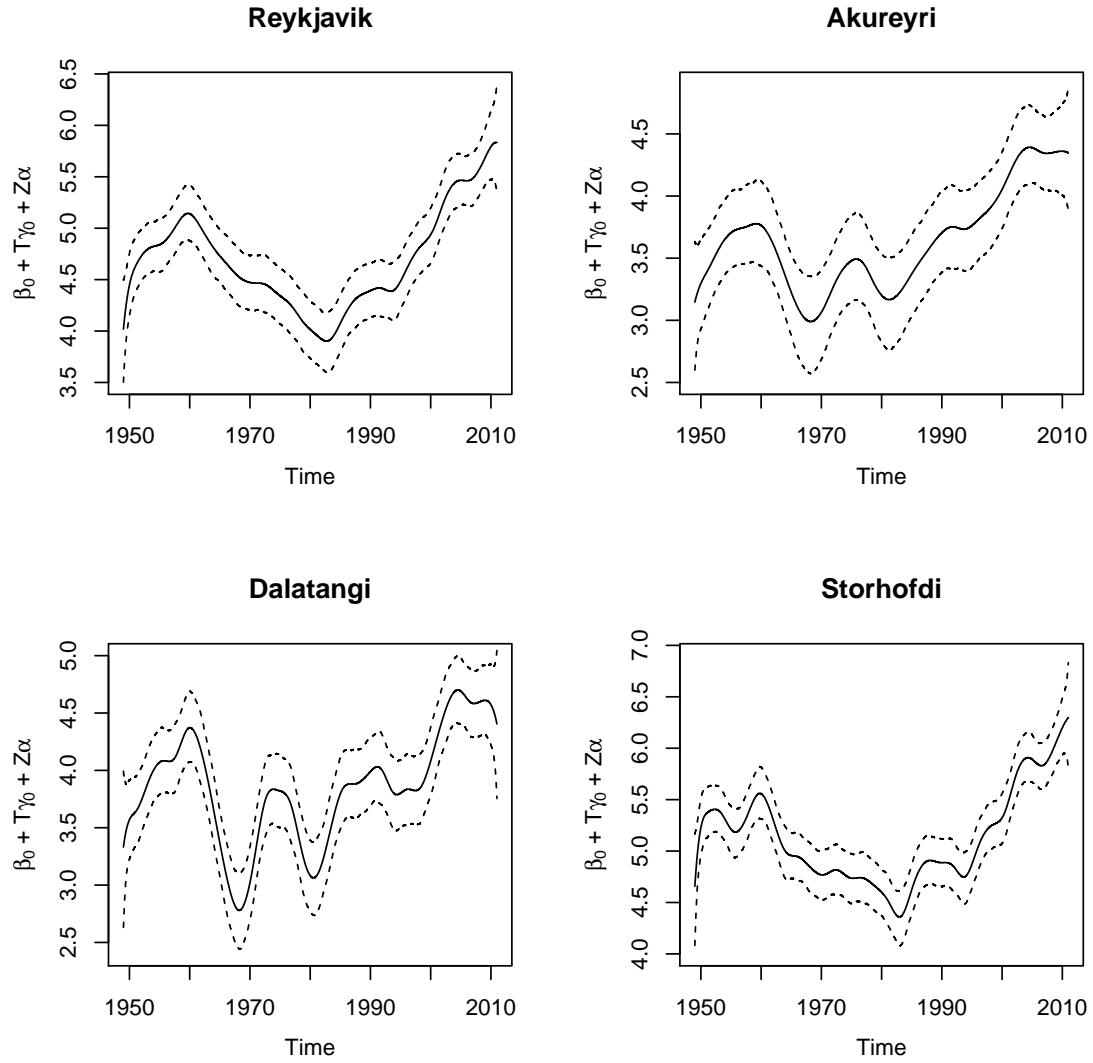 Reykjavik
β₀ + Tγ₀ + Zα
6.5
6.0
5.5
5.0
4.5
4.0
3.5
1950 1970 1990 2010
Time
Akureyri
β₀ + Tγ₀ + Zα
4.5
4.0
3.5
3.0
2.5
1950 1970 1990 2010
Time
Dalatangi
β₀ + Tγ₀ + Zα
5.0
4.5
4.0
3.5
3.0
2.5
1950 1970 1990 2010
Time
Storhofdi
β₀ + Tγ₀ + Zα
7.0
6.5
6.0
5.5
5.0
4.5
4.0
1950 1970 1990 2010
Time